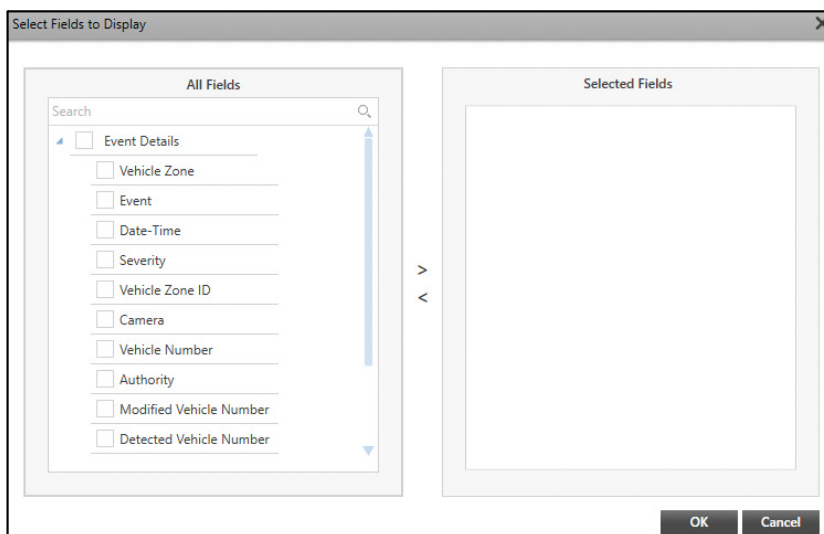 Select Fields to Display
All Fields
Search
Event Details
Vehicle Zone
Event
Date-Time
Severity
Vehicle Zone ID
Camera
Vehicle Number
Authority
Modified Vehicle Number
Detected Vehicle Number
>
<
Selected Fields
OK
Cancel